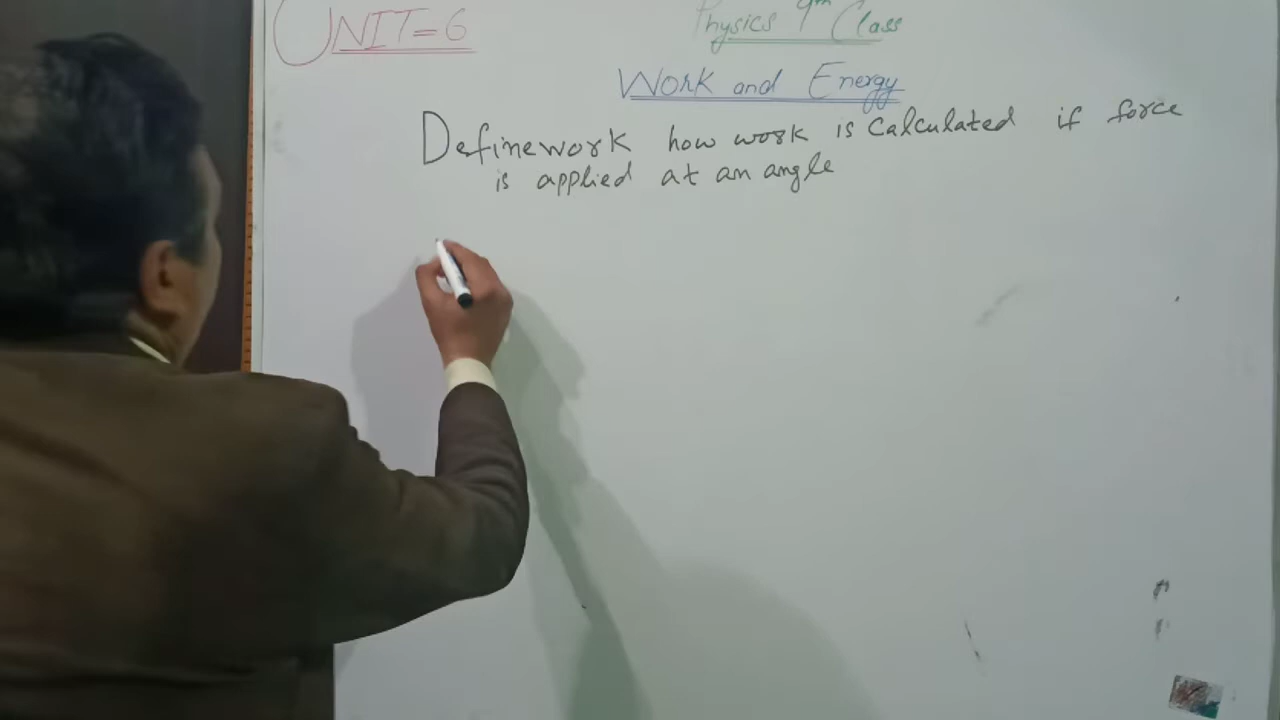 UNIT=6
Physics 9th Class
Work and Energy
Define work how work is calculated if force
is applied at an angle